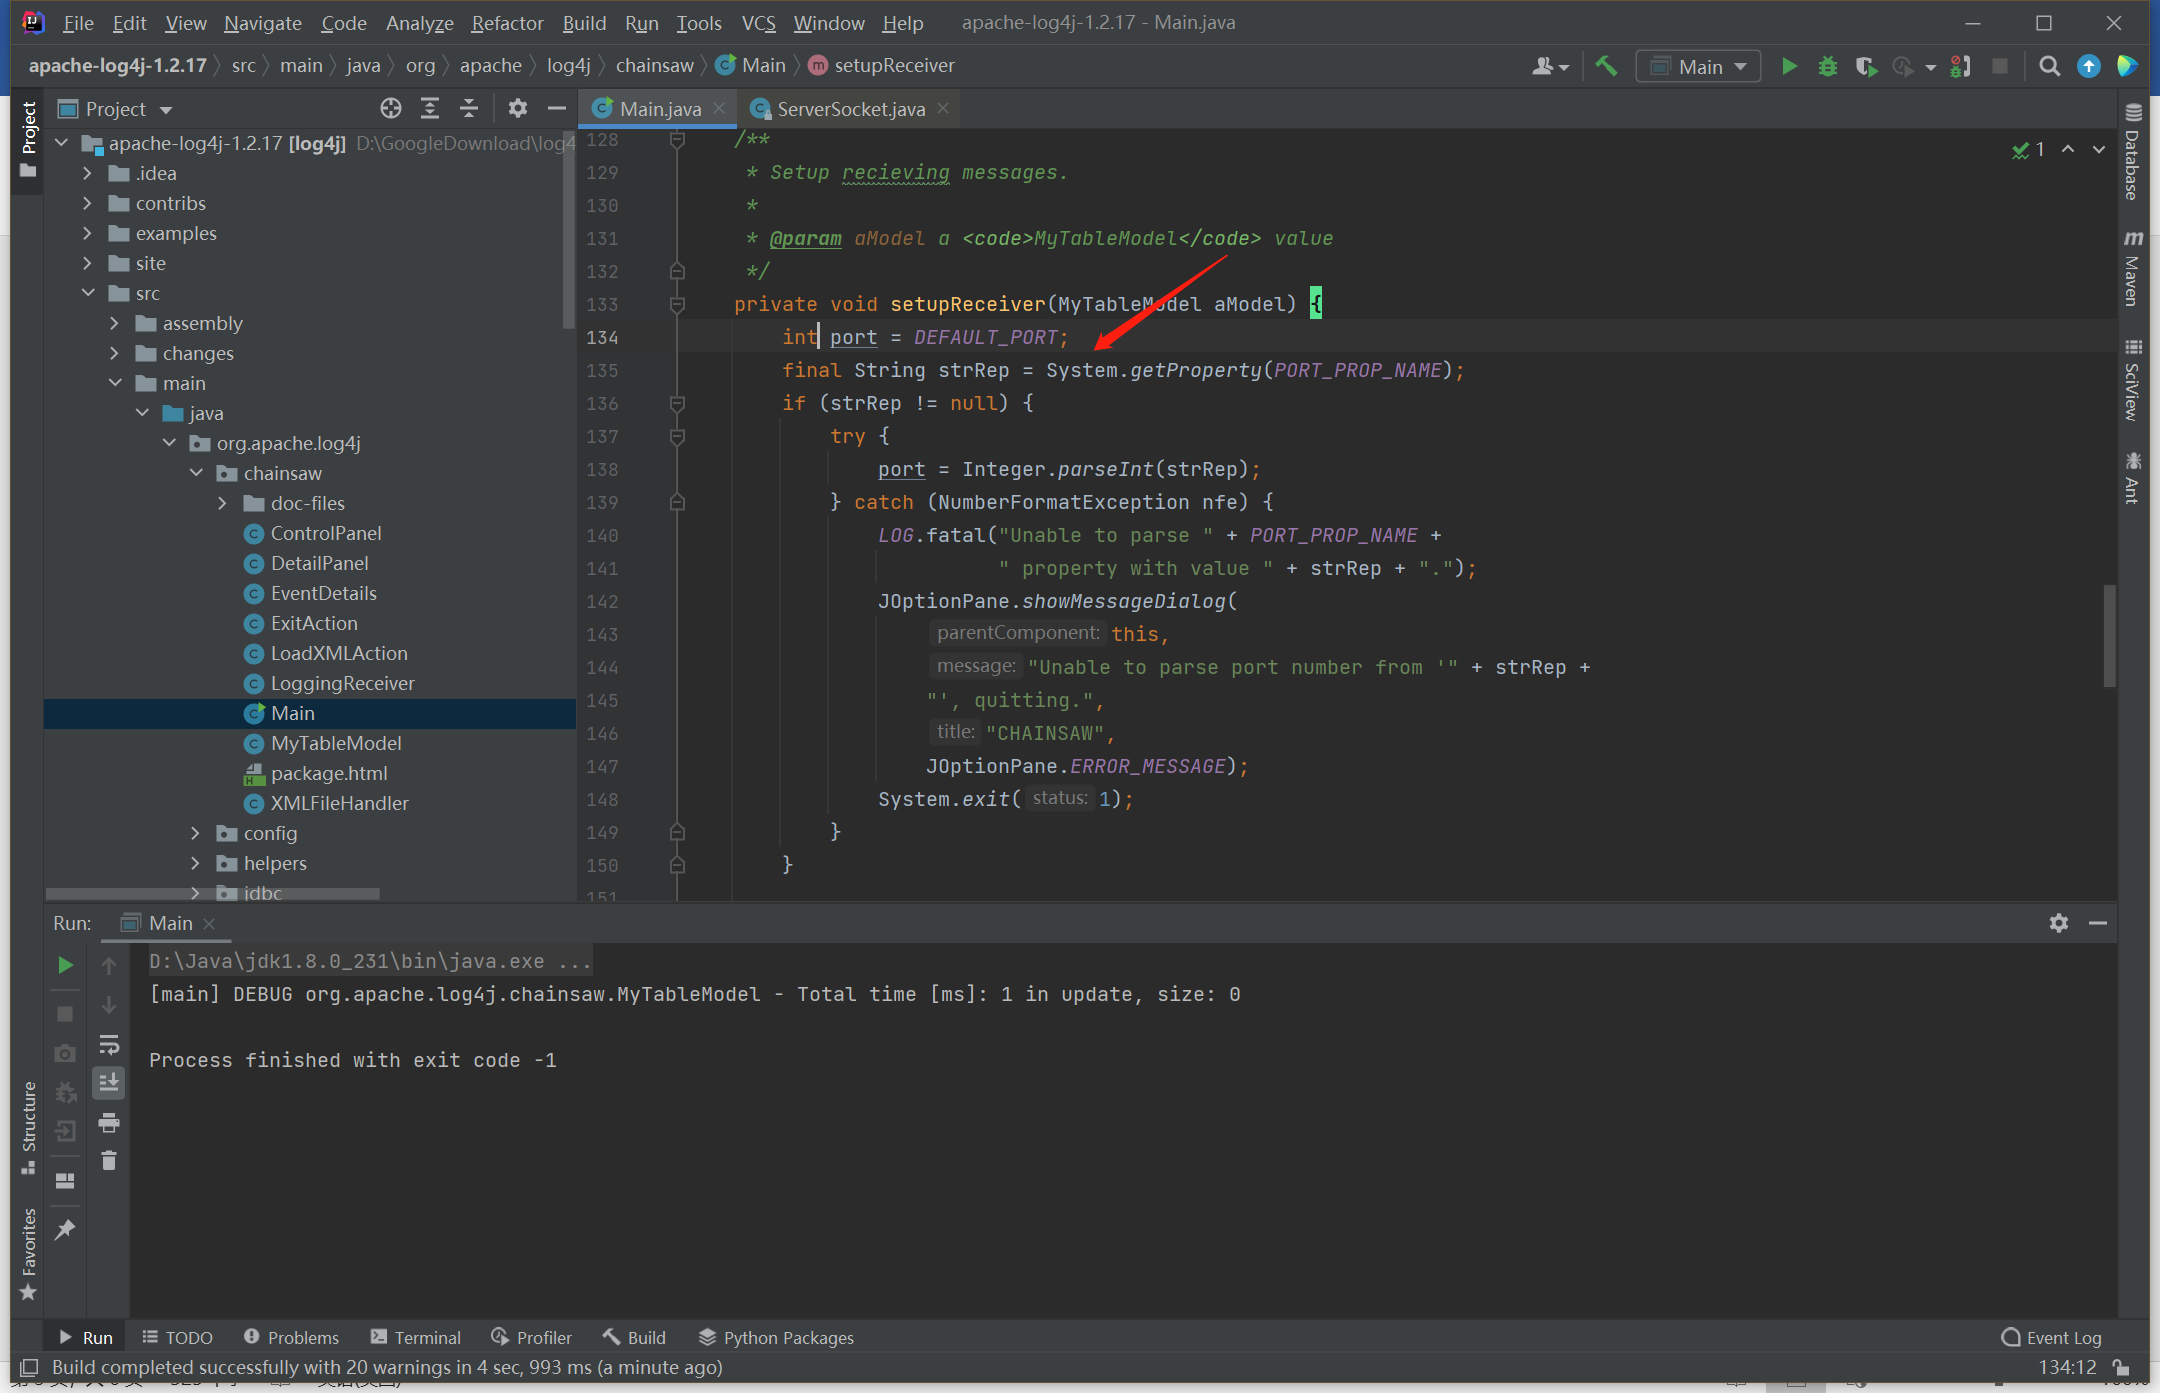 File Edit View Navigate Code Analyze Refactor Build Run Tools VCS Window Help apache-log4j-1.2.17 - Main.java
apache-log4j-1.2.17 src main java org apache log4j chainsaw Main setupReceiver Main
Project
Main.java ServerSocket.java
apache-log4j-1.2.17 [log4j] D:\GoogleDownload\log4
.idea
contribs
examples
site
src
assembly
changes
main
java
org.apache.log4j
chainsaw
doc-files
ControlPanel
DetailPanel
EventDetails
ExitAction
LoadXMLAction
LoggingReceiver
Main
MyTableModel
package.html
XMLFileHandler
config
helpers
jdbc
128 /**
129 * Setup recieving messages.
130 *
131 * @param aModel a <code>MyTableModel</code> value
132 */
133 private void setupReceiver(MyTableModel aModel) {
134 int port = DEFAULT_PORT;
135 final String strRep = System.getProperty(PORT_PROP_NAME);
136 if (strRep != null) {
137 try {
138 port = Integer.parseInt(strRep);
139 } catch (NumberFormatException nfe) {
140 LOG.fatal("Unable to parse " + PORT_PROP_NAME +
141 " property with value " + strRep + ".");
142 JOptionPane.showMessageDialog(
143 parentComponent: this,
144 message: "Unable to parse port number from '" + strRep +
145 "', quitting.",
146 title: "CHAINSAW",
147 JOptionPane.ERROR_MESSAGE);
148 System.exit( status: 1);
149 }
150 }
151
1
Project
Structure
Favorites
Database
Maven
SciView
Ant
Run: Main
D:\Java\jdk1.8.0_231\bin\java.exe ...
[main] DEBUG org.apache.log4j.chainsaw.MyTableModel - Total time [ms]: 1 in update, size: 0
Process finished with exit code -1
Run TODO Problems Terminal Profiler Build Python Packages Event Log
Build completed successfully with 20 warnings in 4 sec, 993 ms (a minute ago) 134:12